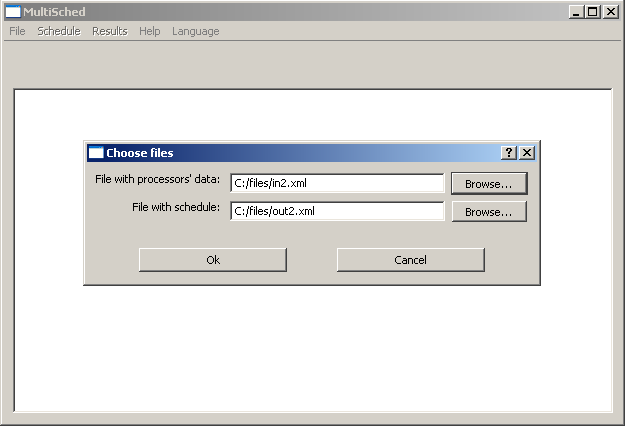 MultiSched
File Schedule Results Help Language
Choose files
File with processors' data: C:/files/in2.xml Browse...
File with schedule: C:/files/out2.xml Browse...
Ok Cancel